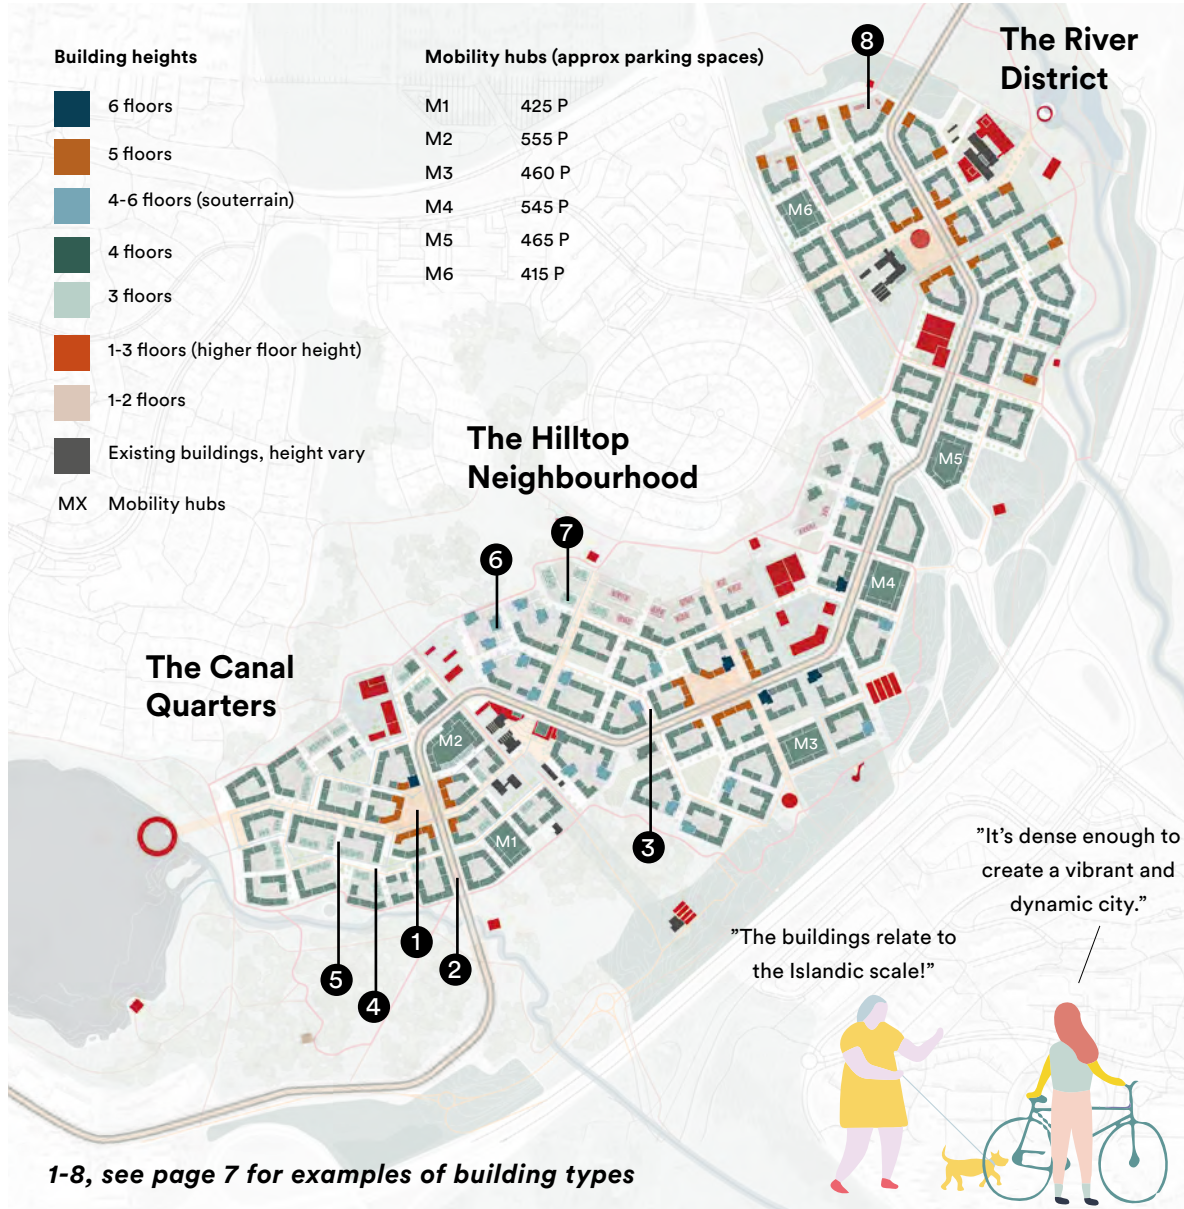 Building heights
6 floors
5 floors
4-6 floors (souterrain)
4 floors
3 floors
1-3 floors (higher floor height)
1-2 floors
Existing buildings, height vary
MX Mobility hubs
Mobility hubs (approx parking spaces)
M1 425 P
M2 555 P
M3 460 P
M4 545 P
M5 465 P
M6 415 P
The River
District
8
M6
M5
The Hilltop
Neighbourhood
7
6
M4
The Canal
Quarters
M2
M3
M1
3
1
2
5
4
"It's dense enough to
create a vibrant and
dynamic city."
"The buildings relate to
the Islandic scale!"
1-8, see page 7 for examples of building types